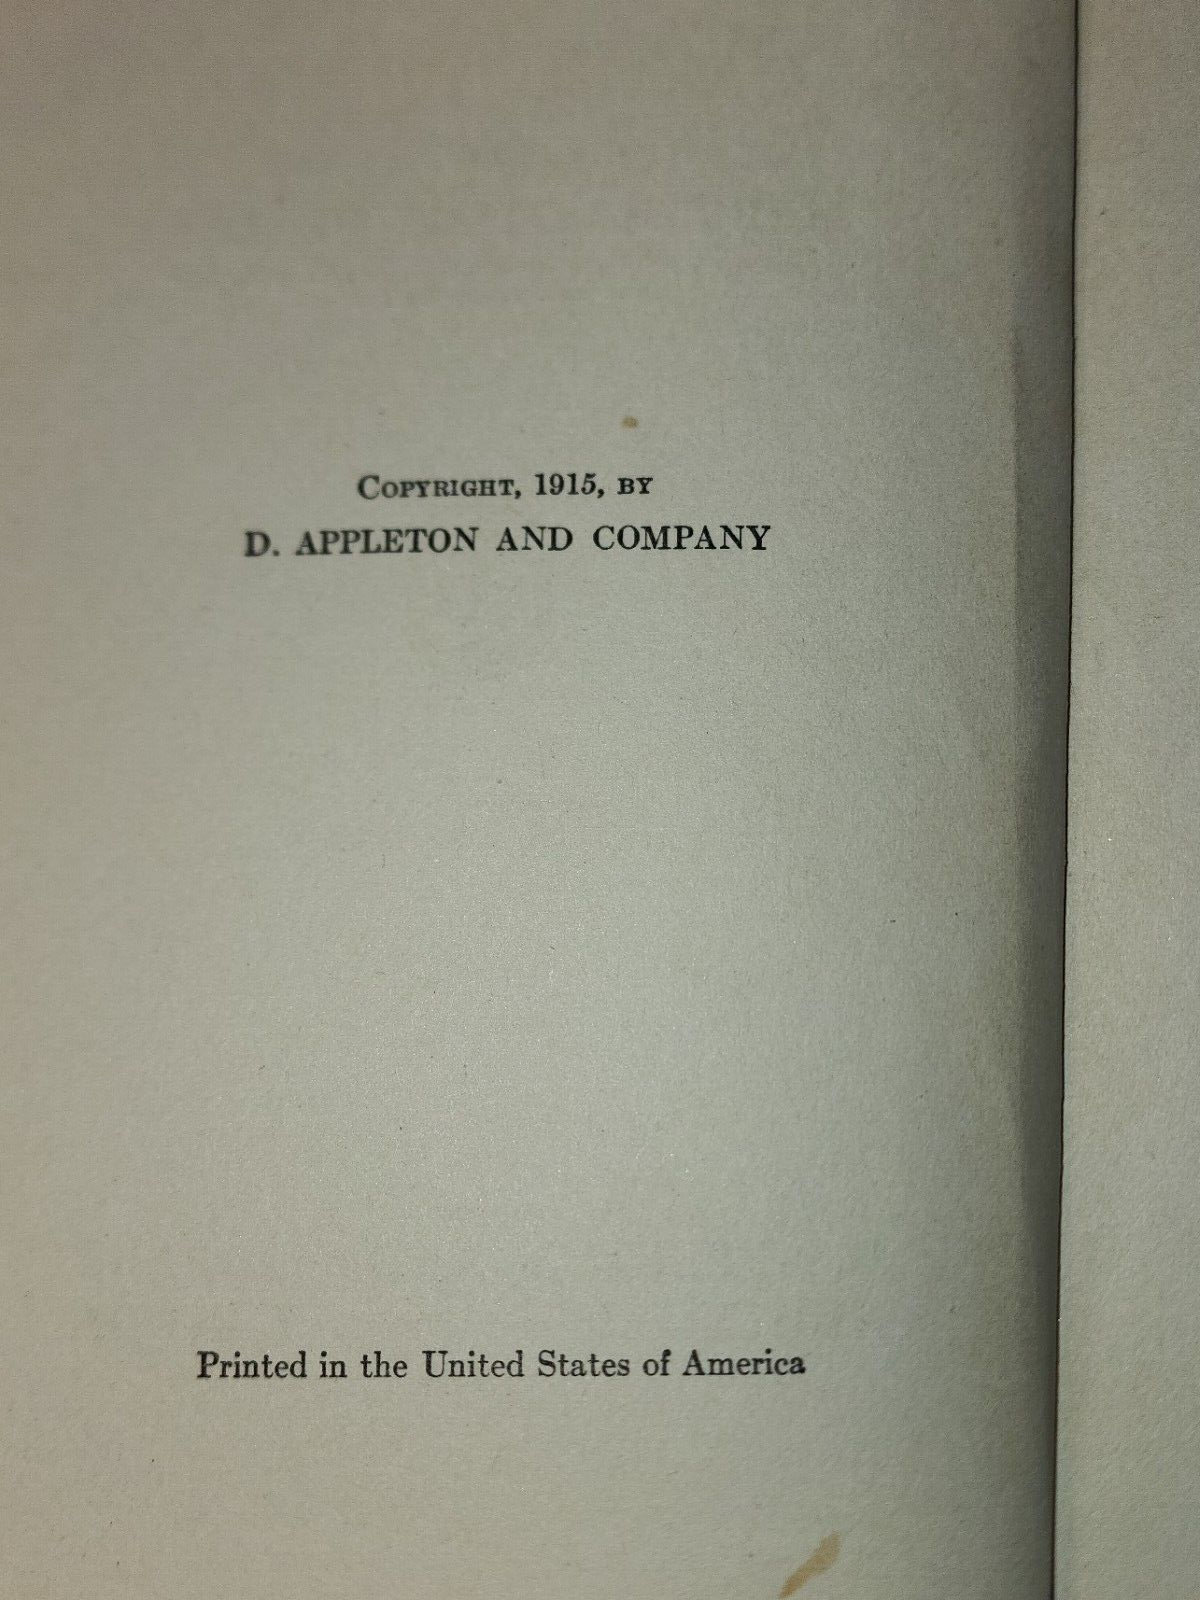 COPYRIGHT, 1915, BY
D. APPLETON AND COMPANY
Printed in the United States of America